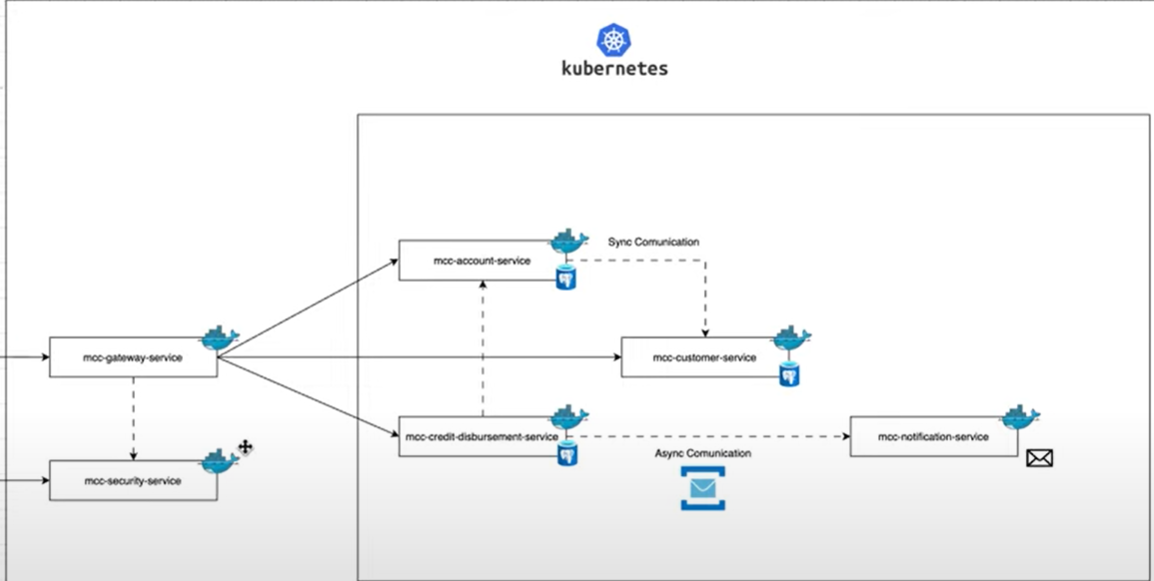 kubernetes
mcc-account-service
Sync Comunication
mcc-gateway-service
mcc-customer-service
mcc-credit-disbursement-service
mcc-notification-service
Async Comunication
mcc-security-service